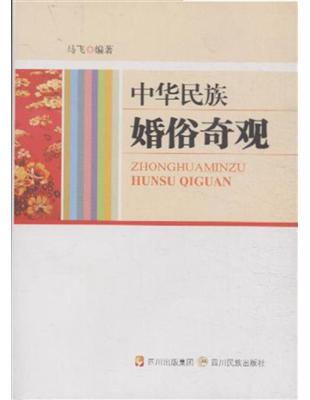 马飞◎编著
中华民族
婚俗奇观
ZHONGHUAMINZU
HUNSU QIGUAN
四川出版集团 四川民族出版社